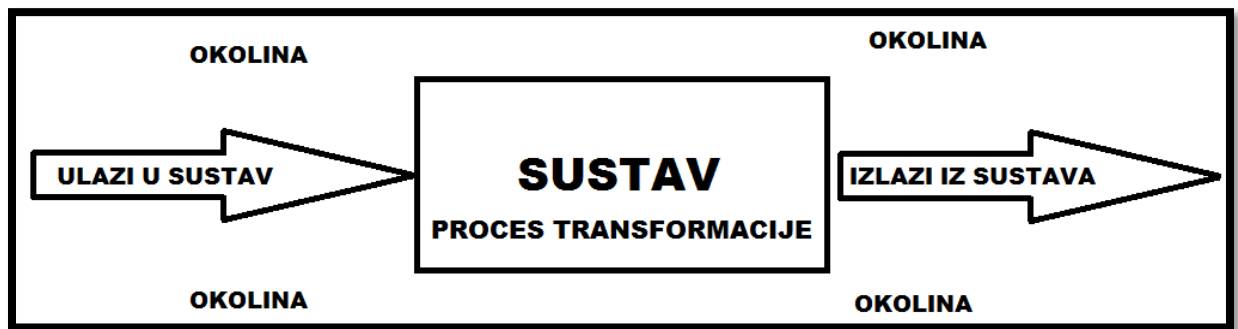 OKOLINA
OKOLINA
ULAZI U SUSTAV
SUSTAV
PROCES TRANSFORMACIJE
IZLAZI IZ SUSTAVA
OKOLINA
OKOLINA